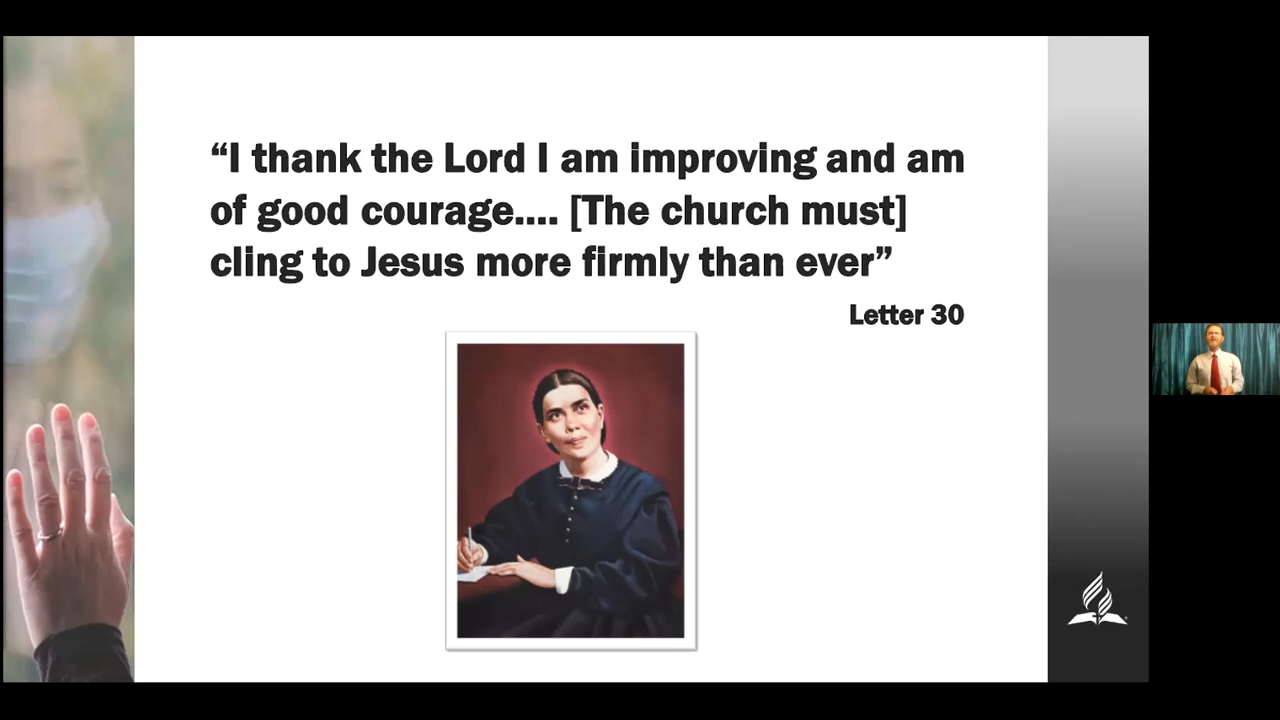 “I thank the Lord I am improving and am
of good courage.... [The church must]
cling to Jesus more firmly than ever”
Letter 30